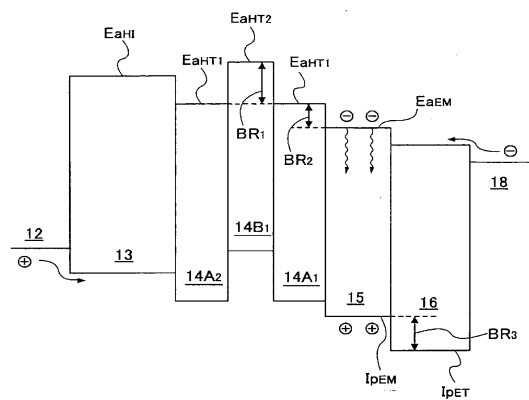 EaHT2
EaHI
EaHT1
EaHT1
EaEM
BR1
BR2
⊖ ⊖
⊖
18
12
14B1
⊕
13
14A2
14A1
15
16
⊕ ⊕
BR3
IpEM
IpET